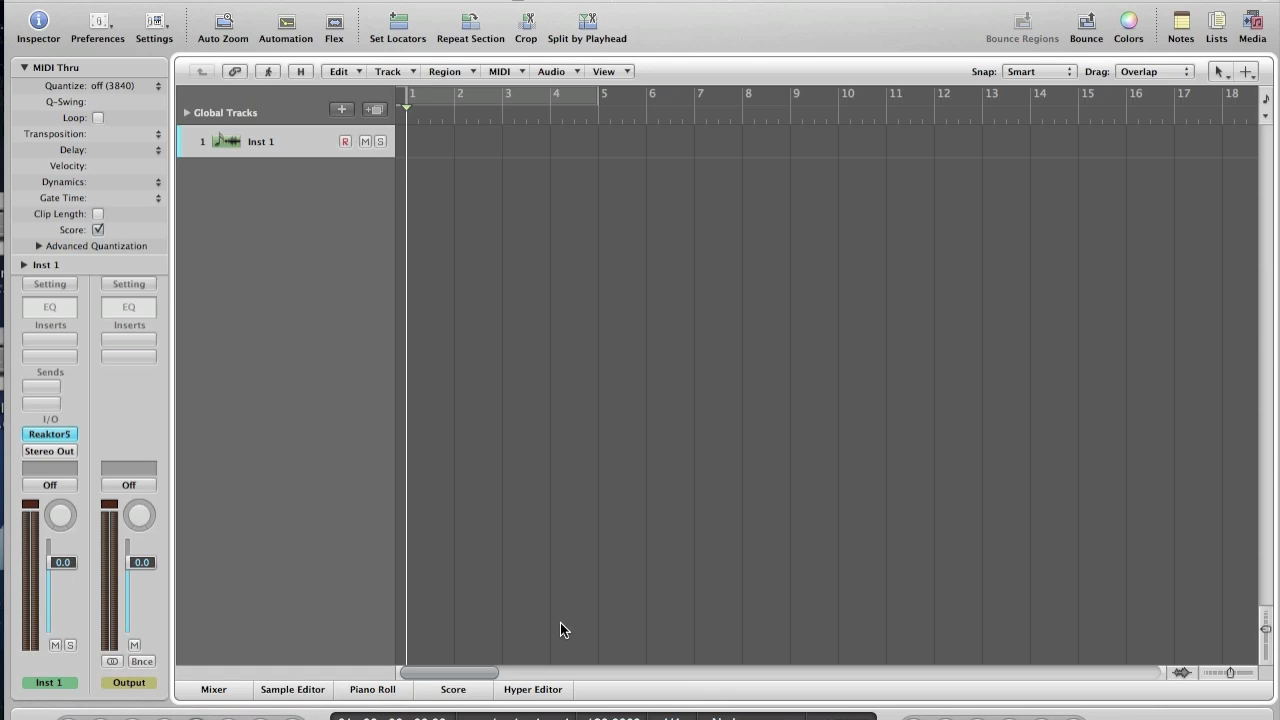 Inspector Preferences Settings Auto Zoom Automation Flex Set Locators Repeat Section Crop Split by Playhead Bounce Regions Bounce Colors Notes Lists Media
MIDI Thru
Edit Track Region MIDI Audio View Snap: Smart Drag: Overlap
H
Quantize: off (3840)
Q-Swing:
Loop:
Transposition:
Delay:
Velocity:
Dynamics:
Gate Time:
Clip Length:
Score:
Advanced Quantization
Inst 1
Global Tracks
1 2 3 4 5 6 7 8 9 10 11 12 13 14 15 16 17 18
1 Inst 1 R M S
Setting Setting
EQ EQ
Inserts Inserts
Sends
I/O
Reaktor5
Stereo Out
Off Off
0.0 0.0
M S M
Bnce
Inst 1 Output
Mixer Sample Editor Piano Roll Score Hyper Editor